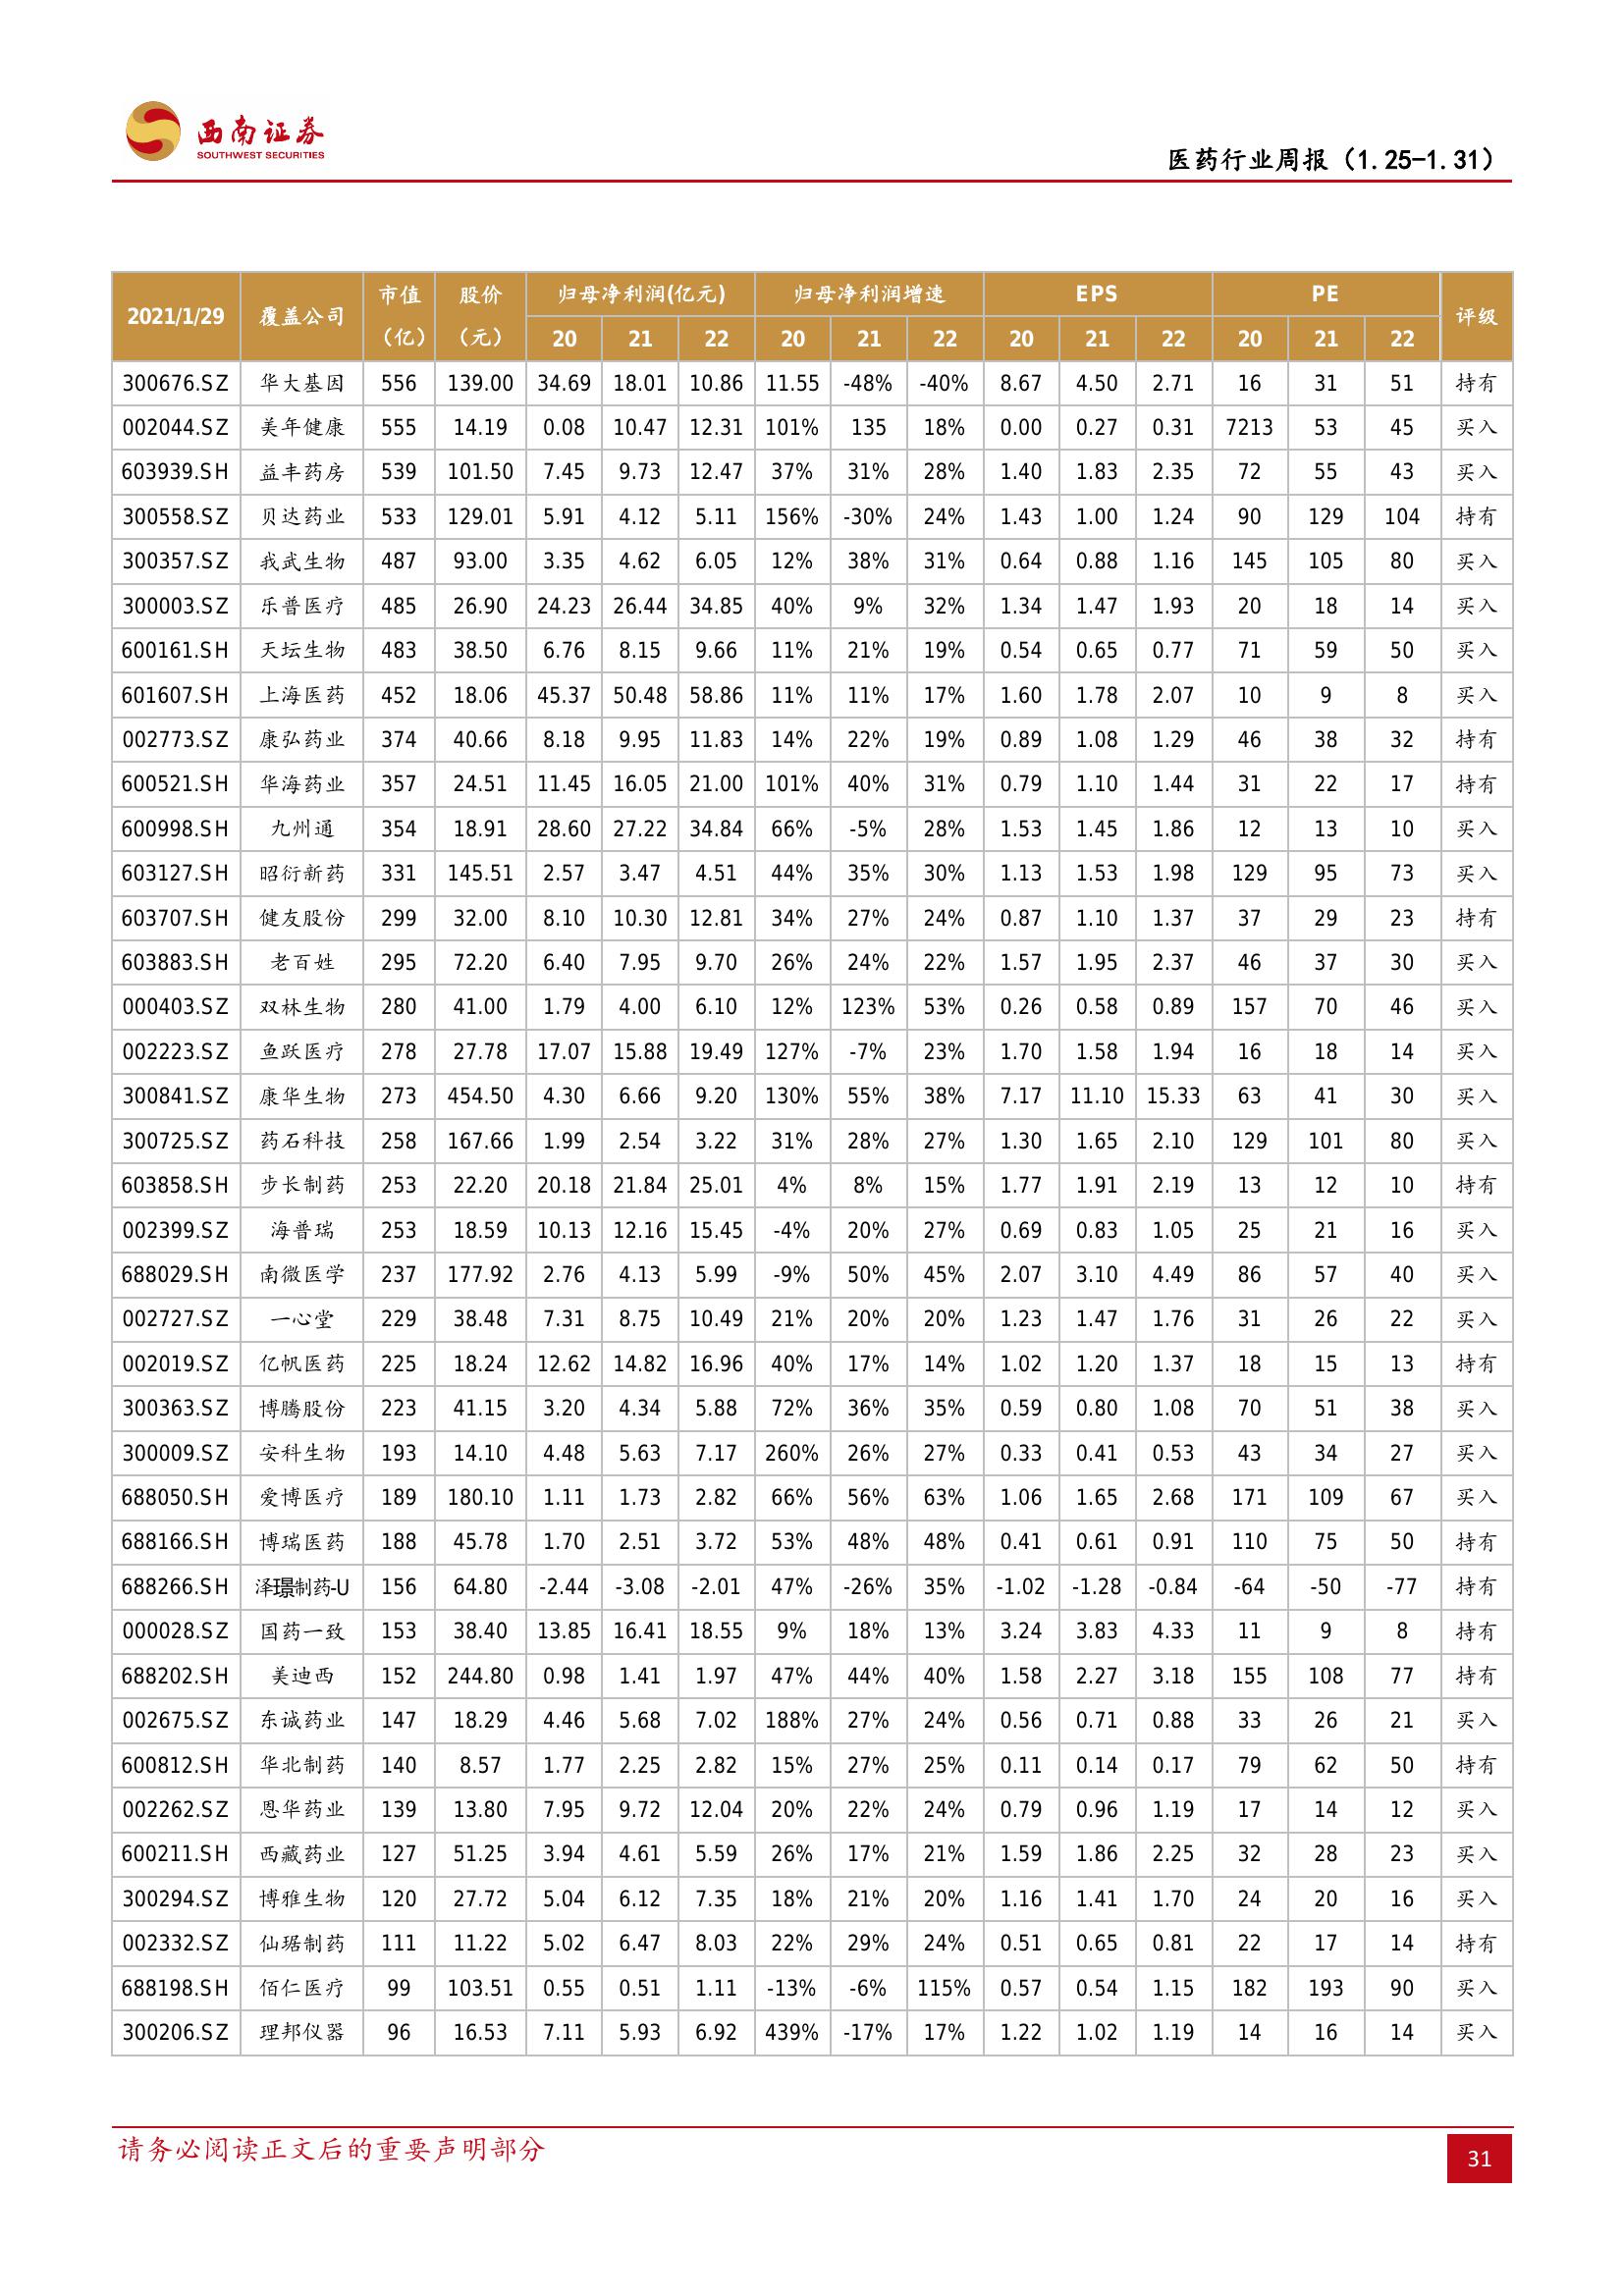 西南证券
SOUTHWEST SECURITIES
医药行业周报（1.25-1.31）
2021/1/29 覆盖公司 市值（亿） 股价（元） 归母净利润(亿元) 归母净利润增速 EPS PE 评级
20 21 22 20 21 22 20 21 22 20 21 22
300676.SZ 华大基因 556 139.00 34.69 18.01 10.86 11.55 -48% -40% 8.67 4.50 2.71 16 31 51 持有
002044.SZ 美年健康 555 14.19 0.08 10.47 12.31 101% 135 18% 0.00 0.27 0.31 7213 53 45 买入
603939.SH 益丰药房 539 101.50 7.45 9.73 12.47 37% 31% 28% 1.40 1.83 2.35 72 55 43 买入
300558.SZ 贝达药业 533 129.01 5.91 4.12 5.11 156% -30% 24% 1.43 1.00 1.24 90 129 104 持有
300357.SZ 我武生物 487 93.00 3.35 4.62 6.05 12% 38% 31% 0.64 0.88 1.16 145 105 80 买入
300003.SZ 乐普医疗 485 26.90 24.23 26.44 34.85 40% 9% 32% 1.34 1.47 1.93 20 18 14 买入
600161.SH 天坛生物 483 38.50 6.76 8.15 9.66 11% 21% 19% 0.54 0.65 0.77 71 59 50 买入
601607.SH 上海医药 452 18.06 45.37 50.48 58.86 11% 11% 17% 1.60 1.78 2.07 10 9 8 买入
002773.SZ 康弘药业 374 40.66 8.18 9.95 11.83 14% 22% 19% 0.89 1.08 1.29 46 38 32 持有
600521.SH 华海药业 357 24.51 11.45 16.05 21.00 101% 40% 31% 0.79 1.10 1.44 31 22 17 持有
600998.SH 九州通 354 18.91 28.60 27.22 34.84 66% -5% 28% 1.53 1.45 1.86 12 13 10 买入
603127.SH 昭衍新药 331 145.51 2.57 3.47 4.51 44% 35% 30% 1.13 1.53 1.98 129 95 73 买入
603707.SH 健友股份 299 32.00 8.10 10.30 12.81 34% 27% 24% 0.87 1.10 1.37 37 29 23 持有
603883.SH 老百姓 295 72.20 6.40 7.95 9.70 26% 24% 22% 1.57 1.95 2.37 46 37 30 买入
000403.SZ 双林生物 280 41.00 1.79 4.00 6.10 12% 123% 53% 0.26 0.58 0.89 157 70 46 买入
002223.SZ 鱼跃医疗 278 27.78 17.07 15.88 19.49 127% -7% 23% 1.70 1.58 1.94 16 18 14 买入
300841.SZ 康华生物 273 454.50 4.30 6.66 9.20 130% 55% 38% 7.17 11.10 15.33 63 41 30 买入
300725.SZ 药石科技 258 167.66 1.99 2.54 3.22 31% 28% 27% 1.30 1.65 2.10 129 101 80 买入
603858.SH 步长制药 253 22.20 20.18 21.84 25.01 4% 8% 15% 1.77 1.91 2.19 13 12 10 持有
002399.SZ 海普瑞 253 18.59 10.13 12.16 15.45 -4% 20% 27% 0.69 0.83 1.05 25 21 16 买入
688029.SH 南微医学 237 177.92 2.76 4.13 5.99 -9% 50% 45% 2.07 3.10 4.49 86 57 40 买入
002727.SZ 一心堂 229 38.48 7.31 8.75 10.49 21% 20% 20% 1.23 1.47 1.76 31 26 22 买入
002019.SZ 亿帆医药 225 18.24 12.62 14.82 16.96 40% 17% 14% 1.02 1.20 1.37 18 15 13 持有
300363.SZ 博腾股份 223 41.15 3.20 4.34 5.88 72% 36% 35% 0.59 0.80 1.08 70 51 38 买入
300009.SZ 安科生物 193 14.10 4.48 5.63 7.17 260% 26% 27% 0.33 0.41 0.53 43 34 27 买入
688050.SH 爱博医疗 189 180.10 1.11 1.73 2.82 66% 56% 63% 1.06 1.65 2.68 171 109 67 买入
688166.SH 博瑞医药 188 45.78 1.70 2.51 3.72 53% 48% 48% 0.41 0.61 0.91 110 75 50 持有
688266.SH 泽璟制药-U 156 64.80 -2.44 -3.08 -2.01 47% -26% 35% -1.02 -1.28 -0.84 -64 -50 -77 持有
000028.SZ 国药一致 153 38.40 13.85 16.41 18.55 9% 18% 13% 3.24 3.83 4.33 11 9 8 持有
688202.SH 美迪西 152 244.80 0.98 1.41 1.97 47% 44% 40% 1.58 2.27 3.18 155 108 77 持有
002675.SZ 东诚药业 147 18.29 4.46 5.68 7.02 188% 27% 24% 0.56 0.71 0.88 33 26 21 买入
600812.SH 华北制药 140 8.57 1.77 2.25 2.82 15% 27% 25% 0.11 0.14 0.17 79 62 50 持有
002262.SZ 恩华药业 139 13.80 7.95 9.72 12.04 20% 22% 24% 0.79 0.96 1.19 17 14 12 买入
600211.SH 西藏药业 127 51.25 3.94 4.61 5.59 26% 17% 21% 1.59 1.86 2.25 32 28 23 买入
300294.SZ 博雅生物 120 27.72 5.04 6.12 7.35 18% 21% 20% 1.16 1.41 1.70 24 20 16 买入
002332.SZ 仙琚制药 111 11.22 5.02 6.47 8.03 22% 29% 24% 0.51 0.65 0.81 22 17 14 持有
688198.SH 佰仁医疗 99 103.51 0.55 0.51 1.11 -13% -6% 115% 0.57 0.54 1.15 182 193 90 买入
300206.SZ 理邦仪器 96 16.53 7.11 5.93 6.92 439% -17% 17% 1.22 1.02 1.19 14 16 14 买入
请务必阅读正文后的重要声明部分
31